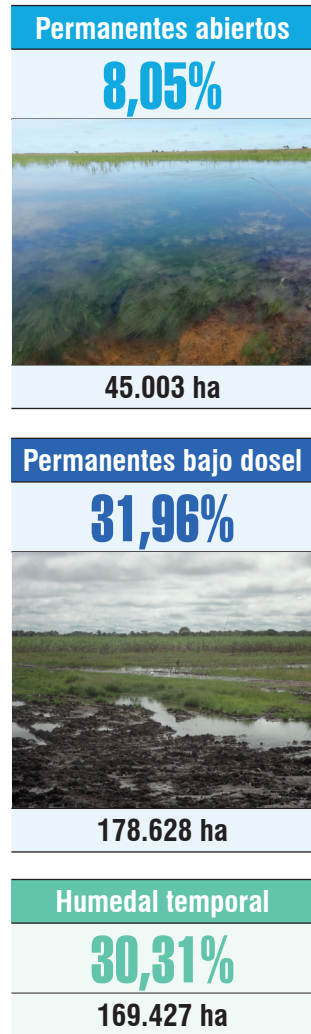 Permanentes abiertos
8,05%
45.003 ha
Permanentes bajo dosel
31,96%
178.628 ha
Humedal temporal
30,31%
169.427 ha